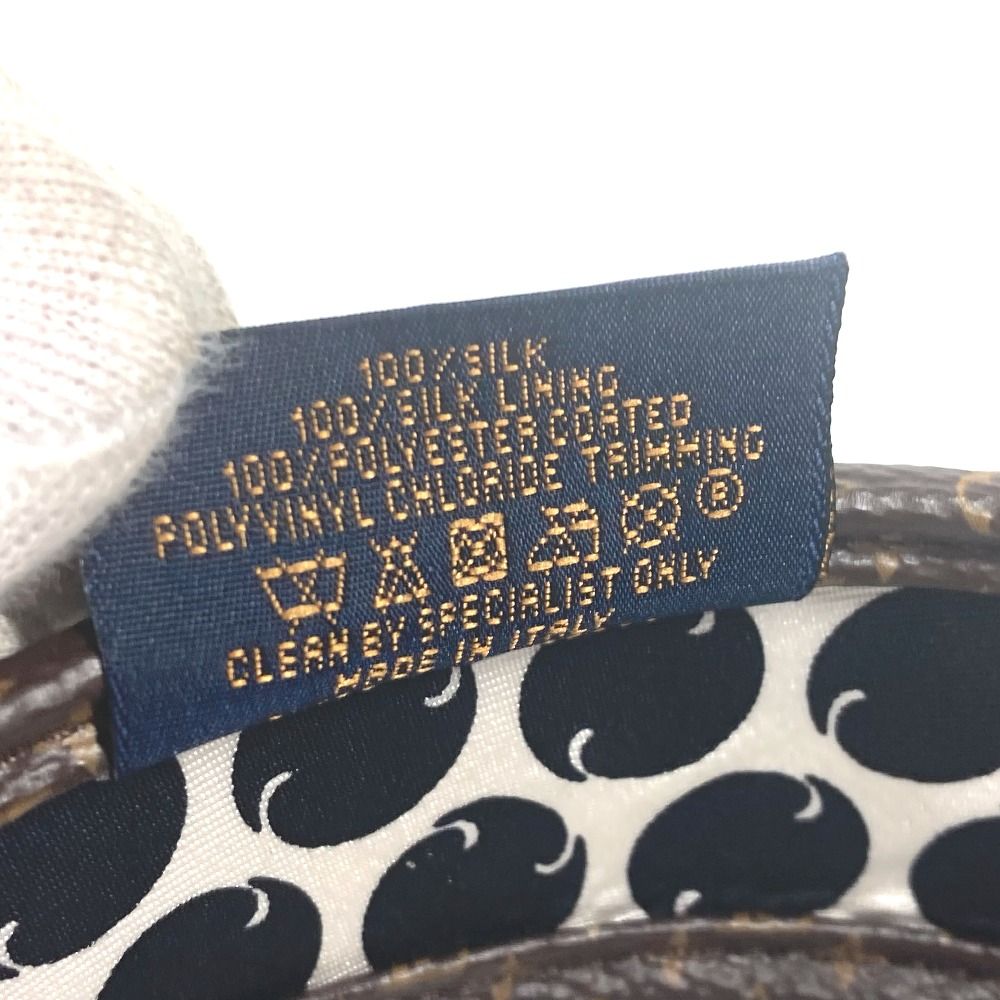 100% SILK
100% SILK LINING
100% POLYESTER COATED
POLYVINYL CHLORIDE TRIMMING
CLEAN BY SPECIALIST ONLY
MADE IN ITALY